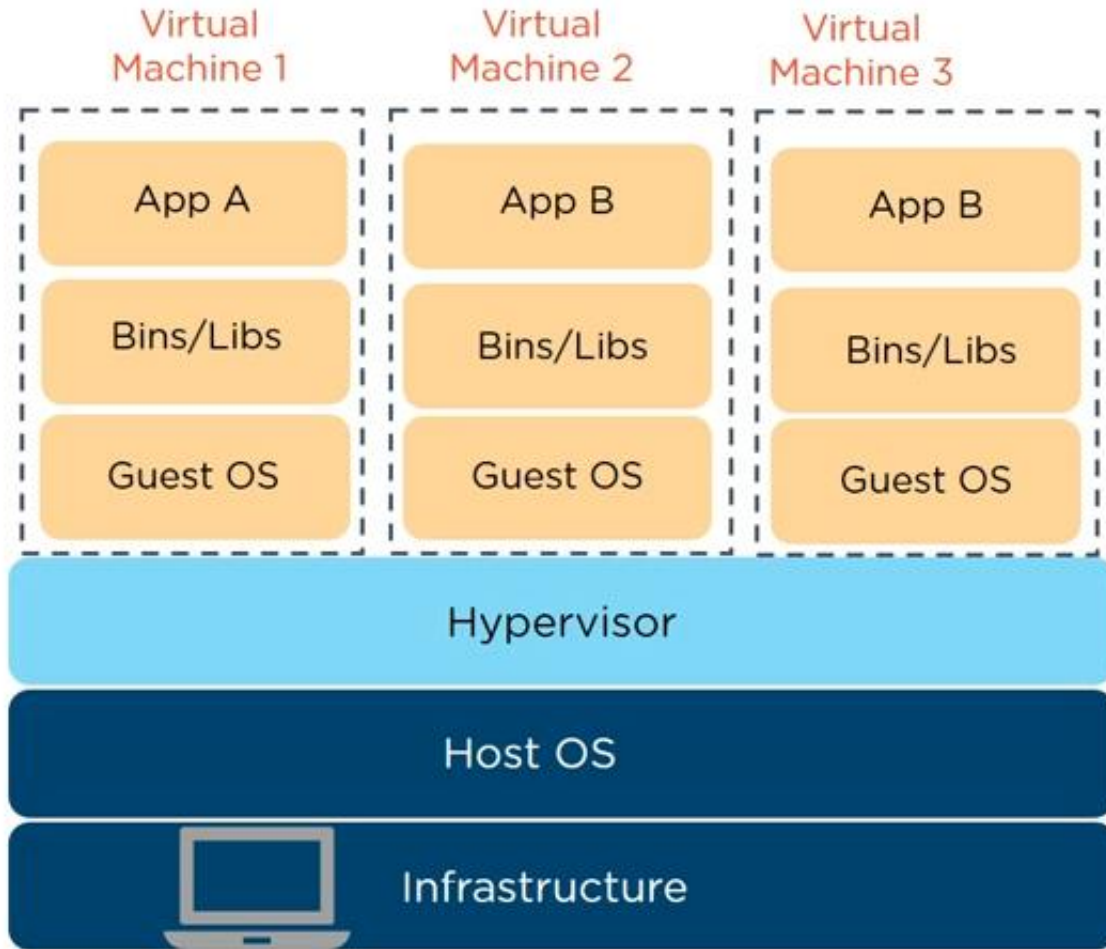 Virtual
Machine 1
Virtual
Machine 2
Virtual
Machine 3
App A
App B
App B
Bins/Libs
Bins/Libs
Bins/Libs
Guest OS
Guest OS
Guest OS
Hypervisor
Host OS
Infrastructure